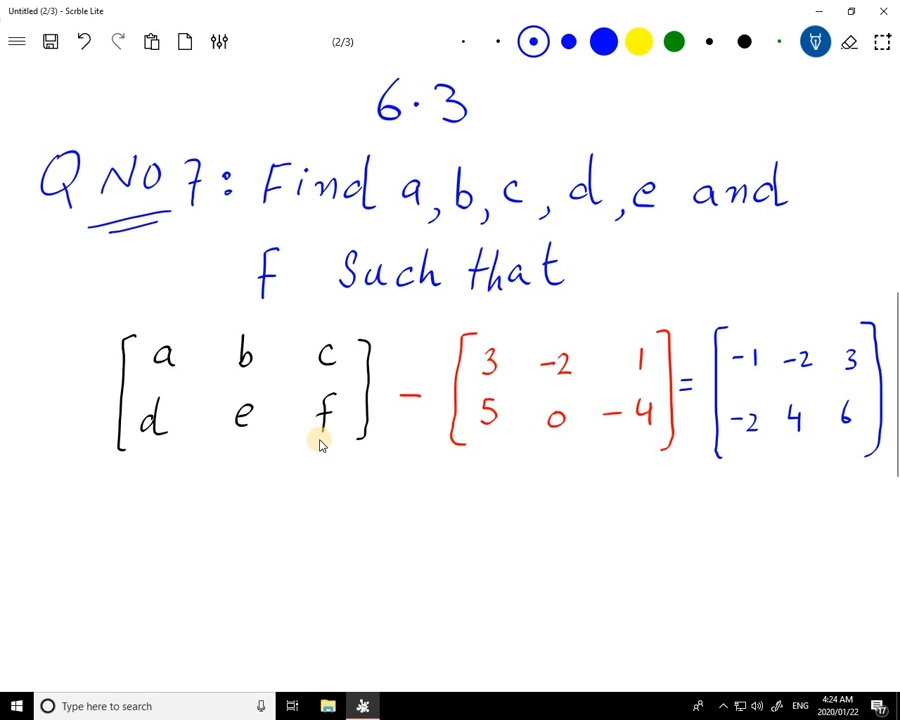 Untitled (2/3) - Scrble Lite
(2/3)
6.3
Q NO 7: Find a, b, c, d, e and
f Such that
[a b c] - [3 -2 1] = [-1 -2 3]
[d e f] [5 0 -4] [-2 4 6]
Type here to search
ENG
4:24 AM
2020/01/22
17